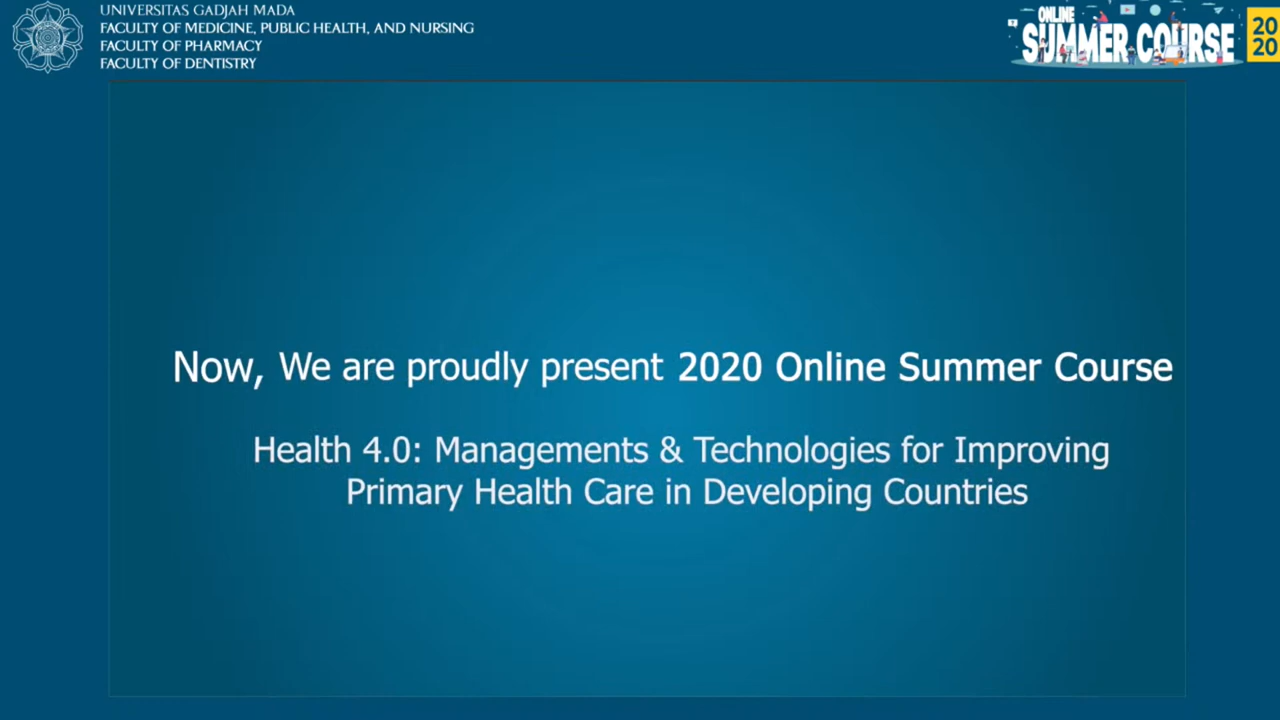 UNIVERSITAS GADJAH MADA
FACULTY OF MEDICINE, PUBLIC HEALTH, AND NURSING
FACULTY OF PHARMACY
FACULTY OF DENTISTRY
ONLINE
SUMMER COURSE
20
20
Now, We are proudly present 2020 Online Summer Course
Health 4.0: Managements & Technologies for Improving
Primary Health Care in Developing Countries